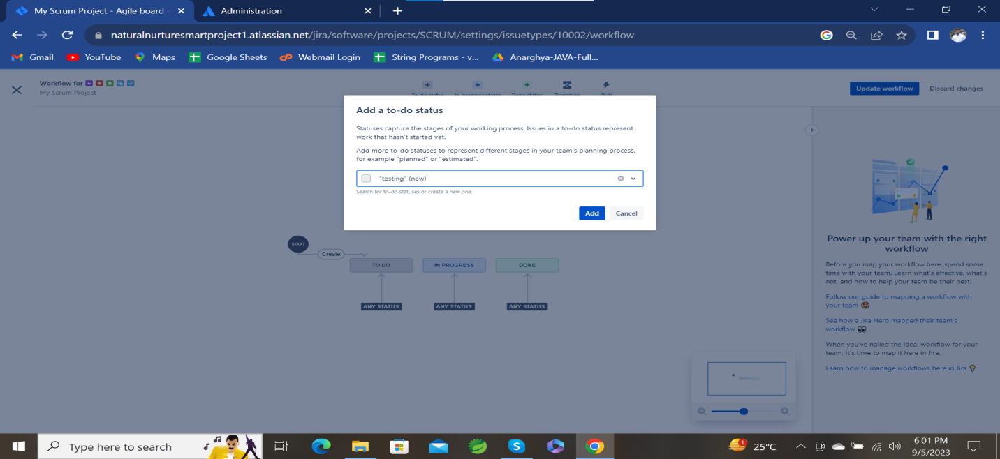 My Scrum Project - Agile board -
Administration
naturalnurturesmartproject1.atlassian.net/jira/software/projects/SCRUM/settings/issuetypes/10002/workflow
Gmail YouTube Maps Google Sheets Webmail Login String Programs - v... Anarghya-JAVA-Full...
Workflow for
My Scrum Project
To-do status In-progress status Done status Transition Rule
Update workflow Discard changes
Add a to-do status
Statuses capture the stages of your working process. Issues in a to-do status represent
work that hasn't started yet.
Add more to-do statuses to represent different stages in your team's planning process,
for example "planned" or "estimated".
"testing" (new)
Search for to-do statuses or create a new one.
Add Cancel
START
Create
TO DO IN PROGRESS DONE
ANY STATUS ANY STATUS ANY STATUS
Power up your team with the right
workflow
Before you map your workflow here, spend some
time with your team. Learn what's effective, what's
not, and how to help your team be their best.
Follow our guide to mapping a workflow with
your team
See how a Jira Hero mapped their team's
workflow
When you've nailed the ideal workflow for your
team, it's time to map it here in Jira.
Learn how to manage workflows here in Jira
Type here to search
1
25°C
6:01 PM
9/5/2023